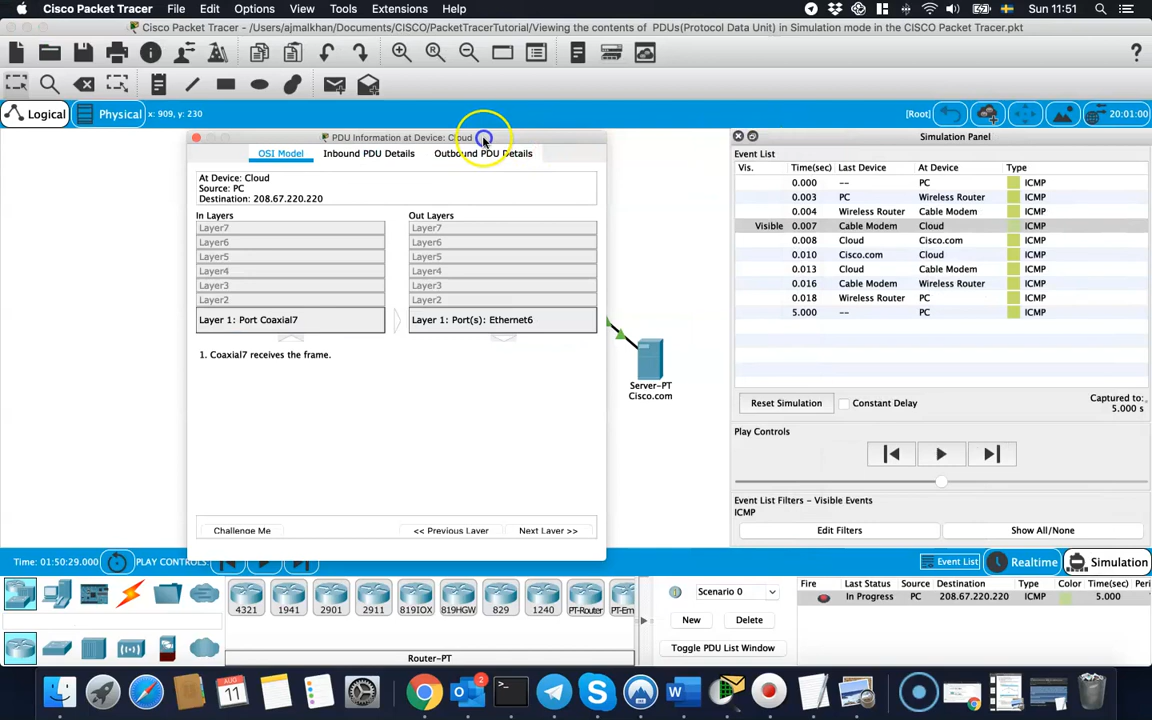 Cisco Packet Tracer File Edit Options View Tools Extensions Help Sun 11:51
Cisco Packet Tracer - /Users/ajmalkhan/Documents/CISCO/PacketTracerTutorial/Viewing the contents of PDUs(Protocol Data Unit) in Simulation mode in the CISCO Packet Tracer.pkt
Logical Physical x: 909, y: 230 [Root] 20:01:00
PDU Information at Device: Cloud
OSI Model Inbound PDU Details Outbound PDU Details
At Device: Cloud
Source: PC
Destination: 208.67.220.220
In Layers Out Layers
Layer7 Layer7
Layer6 Layer6
Layer5 Layer5
Layer4 Layer4
Layer3 Layer3
Layer2 Layer2
Layer 1: Port Coaxial7 Layer 1: Port(s): Ethernet6
1. Coaxial7 receives the frame.
Challenge Me << Previous Layer Next Layer >>
Server-PT
Cisco.com
Simulation Panel
Event List
Vis. Time(sec) Last Device At Device Type
0.000 -- PC ICMP
0.003 PC Wireless Router ICMP
0.004 Wireless Router Cable Modem ICMP
Visible 0.007 Cable Modem Cloud ICMP
0.008 Cloud Cisco.com ICMP
0.010 Cisco.com Cloud ICMP
0.013 Cloud Cable Modem ICMP
0.016 Cable Modem Wireless Router ICMP
0.018 Wireless Router PC ICMP
5.000 -- PC ICMP
Reset Simulation Constant Delay Captured to:
5.000 s
Play Controls
Event List Filters - Visible Events
ICMP
Edit Filters Show All/None
Time: 01:50:29.000 PLAY CONTROLS: Event List Realtime Simulation
4321 1941 2901 2911 819IOX 819HGW 829 1240 PT-Router PT-Em
Router-PT
Scenario 0
New Delete
Toggle PDU List Window
Fire Last Status Source Destination Type Color Time(sec) Peri
In Progress PC 208.67.220.220 ICMP 5.000
AUG
11
2